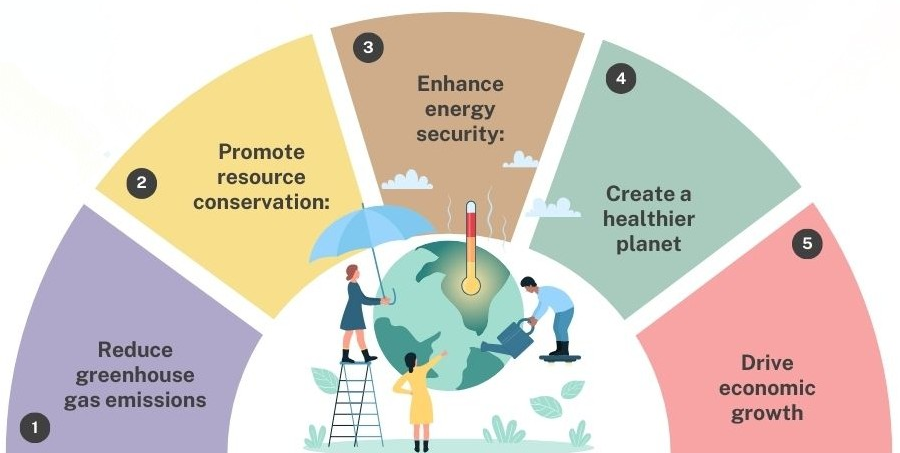 1
Reduce
greenhouse
gas emissions
2
Promote
resource
conservation:
3
Enhance
energy
security:
4
Create a
healthier
planet
5
Drive
economic
growth